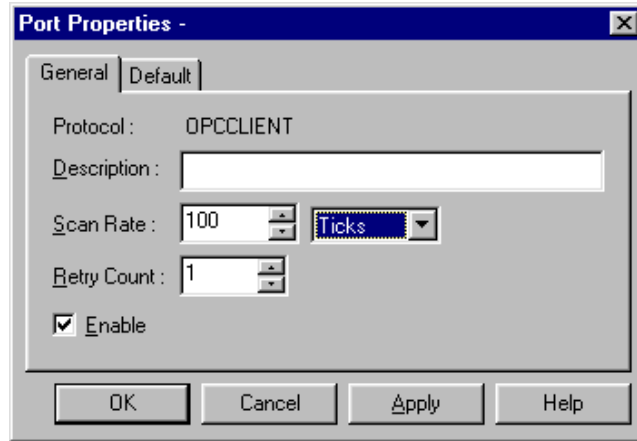 Port Properties -
General Default
Protocol : OPCCLIENT
Description :
Scan Rate : 100 Ticks
Retry Count : 1
Enable
OK Cancel Apply Help